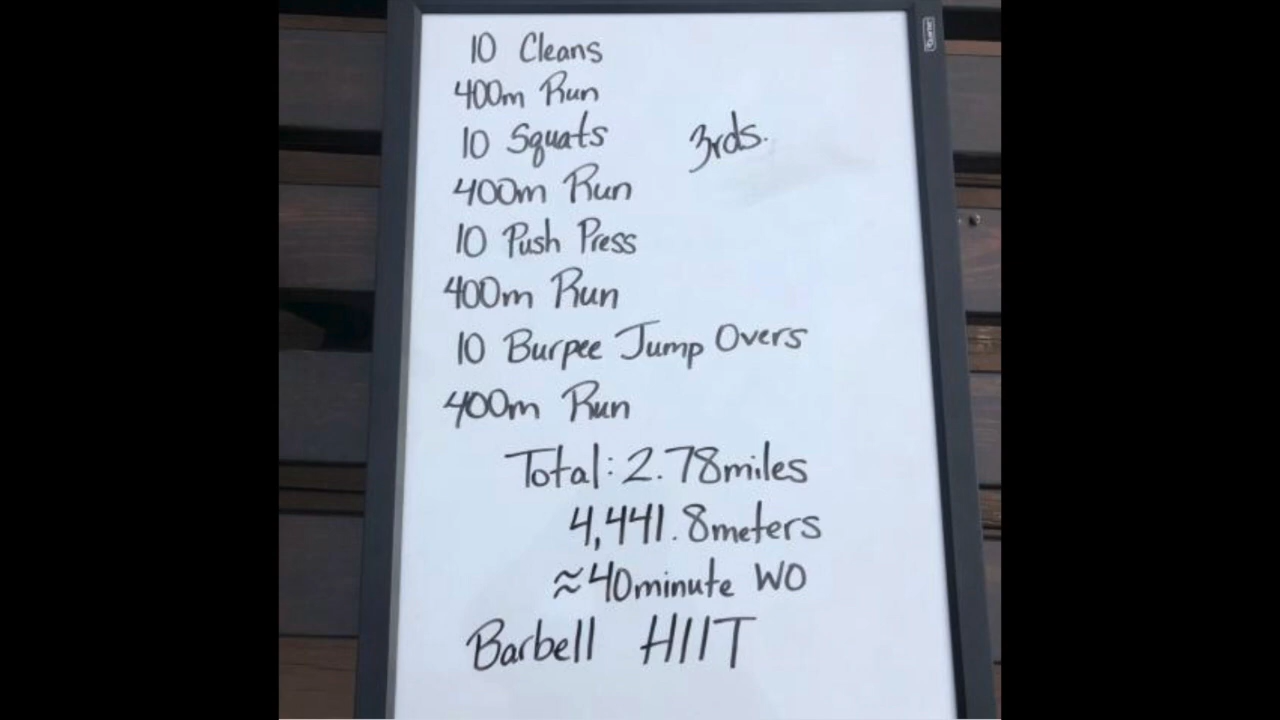 10 Cleans
400m Run
10 Squats 3rds.
400m Run
10 Push Press
400m Run
10 Burpee Jump Overs
400m Run
Total: 2.78miles
4,441.8meters
≈40minute WO
Barbell HIIT